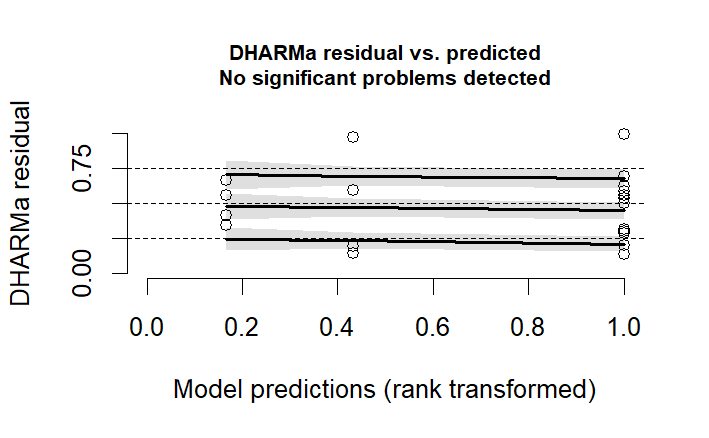 DHARMa residual vs. predicted
No significant problems detected
DHARMa residual
0.75
0.00
0.0 0.2 0.4 0.6 0.8 1.0
Model predictions (rank transformed)